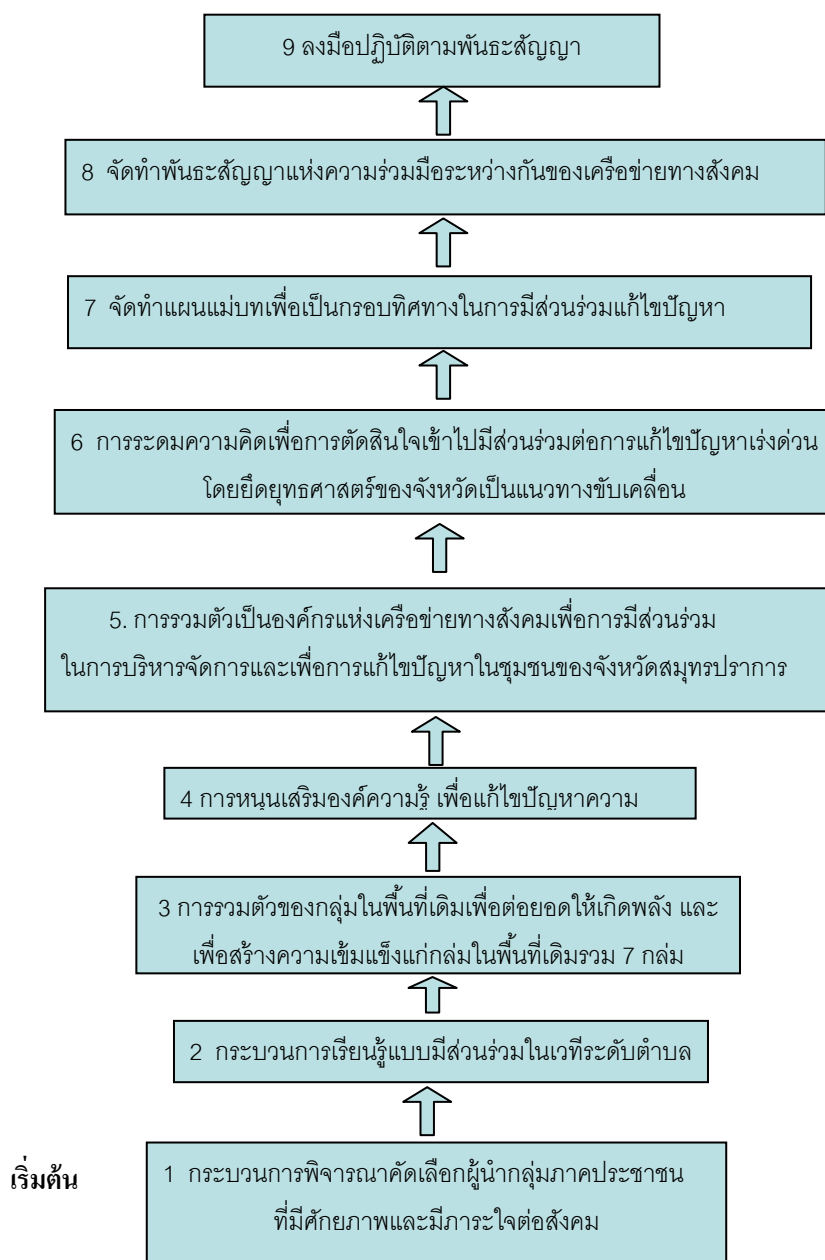 9 ลงมือปฏิบัติตามพันธะสัญญา
8 จัดทำพันธะสัญญาแห่งความร่วมมือระหว่างกันของเครือข่ายทางสังคม
7 จัดทำแผนแม่บทเพื่อเป็นกรอบทิศทางในการมีส่วนร่วมแก้ไขปัญหา
6 การระดมความคิดเพื่อการตัดสินใจเข้าไปมีส่วนร่วมต่อการแก้ไขปัญหาเร่งด่วน
โดยยึดยุทธศาสตร์ของจังหวัดเป็นแนวทางขับเคลื่อน
5. การรวมตัวเป็นองค์กรแห่งเครือข่ายทางสังคมเพื่อการมีส่วนร่วม
ในการบริหารจัดการและเพื่อการแก้ไขปัญหาในชุมชนของจังหวัดสมุทรปราการ
4 การหนุนเสริมองค์ความรู้ เพื่อแก้ไขปัญหาความ
3 การรวมตัวของกลุ่มในพื้นที่เดิมเพื่อต่อยอดให้เกิดพลัง และ
เพื่อสร้างความเข้มแข็งแก่กลุ่มในพื้นที่เดิมรวม 7 กลุ่ม
2 กระบวนการเรียนรู้แบบมีส่วนร่วมในเวทีระดับตำบล
เริ่มต้น
1 กระบวนการพิจารณาคัดเลือกผู้นำกลุ่มภาคประชาชน
ที่มีศักยภาพและมีภาระใจต่อสังคม